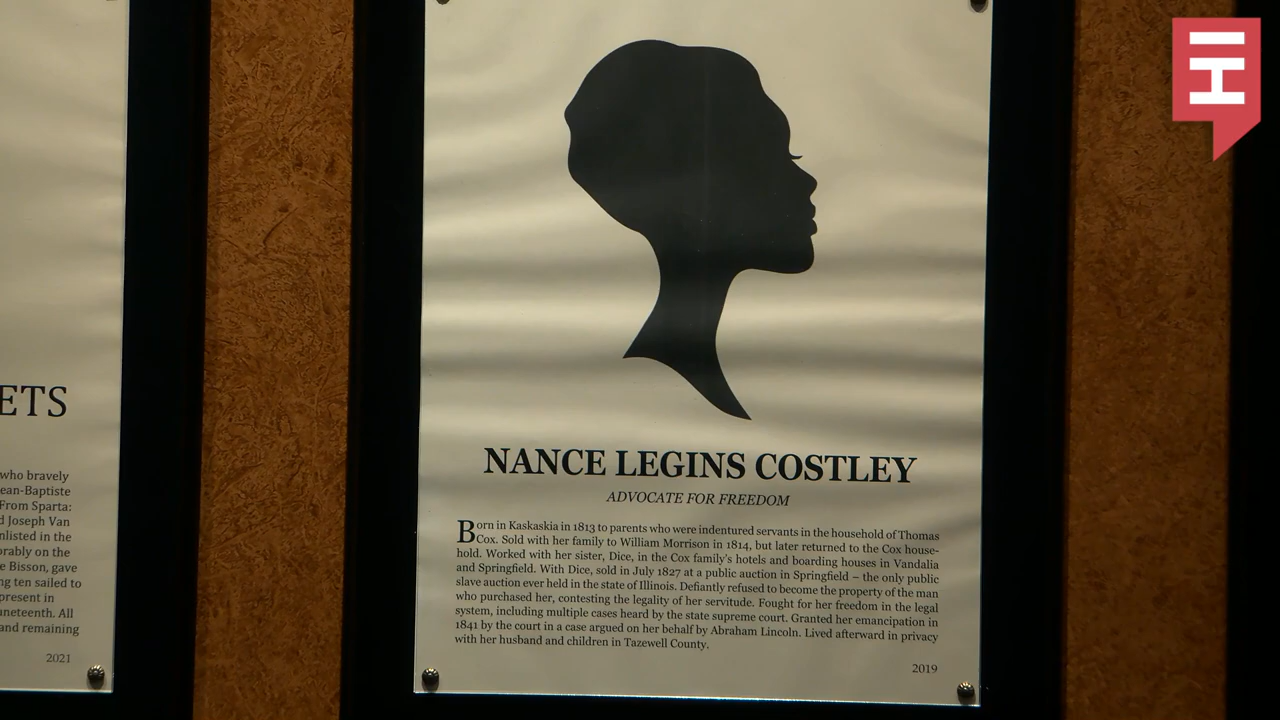 ETS
who bravely
ean-Baptiste
From Sparta:
d Joseph Van
nlisted in the
orably on the
e Bisson, gave
ng ten sailed to
present in
uneteenth. All
and remaining
2021
NANCE LEGINS COSTLEY
ADVOCATE FOR FREEDOM
Born in Kaskaskia in 1813 to parents who were indentured servants in the household of Thomas
Cox. Sold with her family to William Morrison in 1814, but later returned to the Cox house-
hold. Worked with her sister, Dice, in the Cox family's hotels and boarding houses in Vandalia
and Springfield. With Dice, sold in July 1827 at a public auction in Springfield – the only public
slave auction ever held in the state of Illinois. Defiantly refused to become the property of the man
who purchased her, contesting the legality of her servitude. Fought for her freedom in the legal
system, including multiple cases heard by the state supreme court. Granted her emancipation in
1841 by the court in a case argued on her behalf by Abraham Lincoln. Lived afterward in privacy
with her husband and children in Tazewell County.
2019